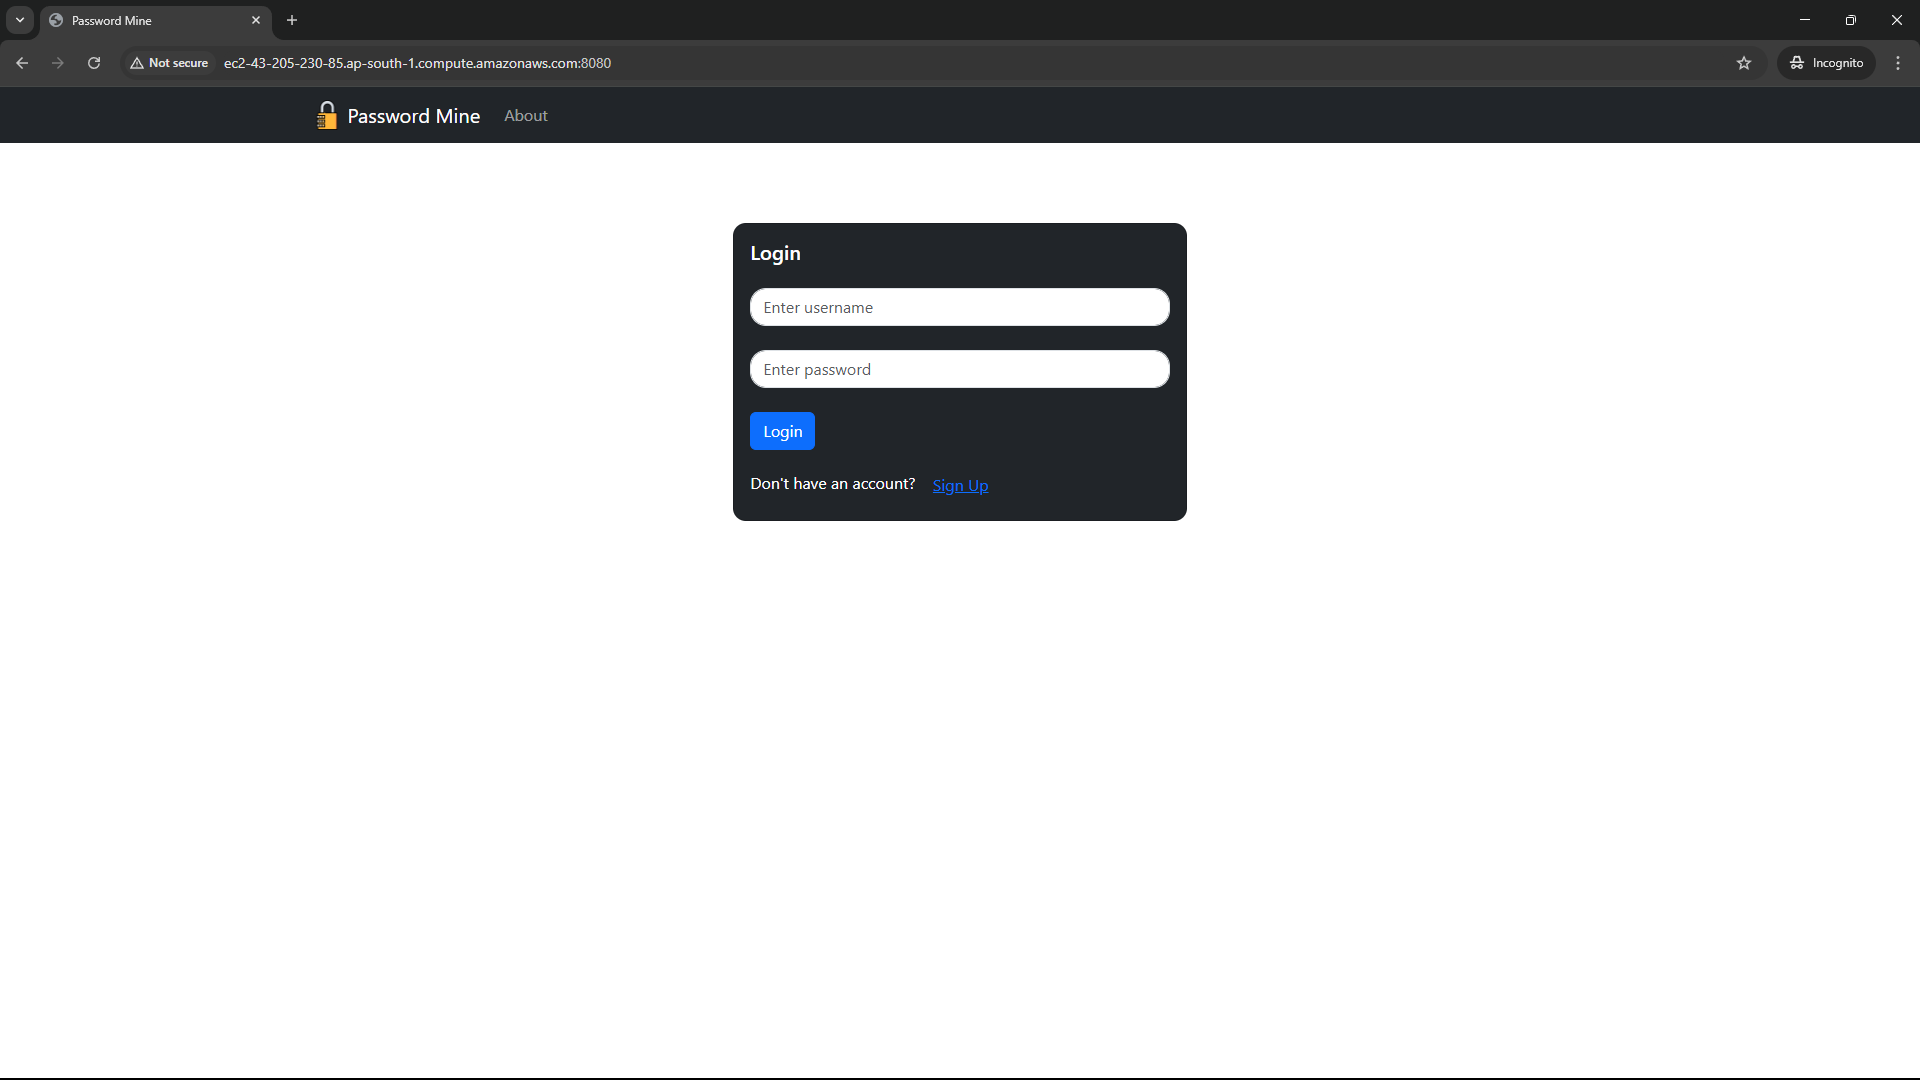 Password Mine
Not secure
ec2-43-205-230-85.ap-south-1.compute.amazonaws.com:8080
Incognito
Password Mine
About
Login
Enter username
Enter password
Login
Don't have an account? Sign Up